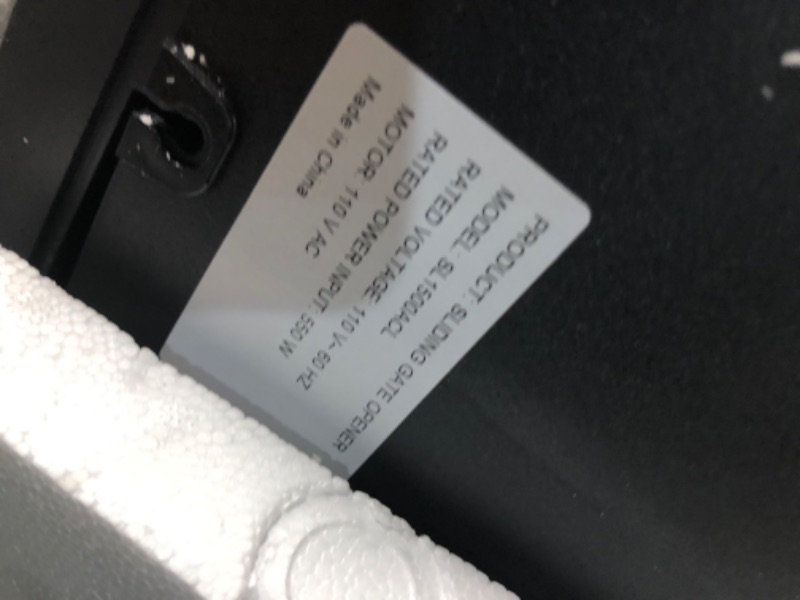 PRODUCT: SLIDING GATE OPENER
MODEL: SL1500ACL
RATED VOLTAGE: 110 V~ 60 HZ
RATED POWER INPUT: 550 W
MOTOR: 110 V AC
Made in China